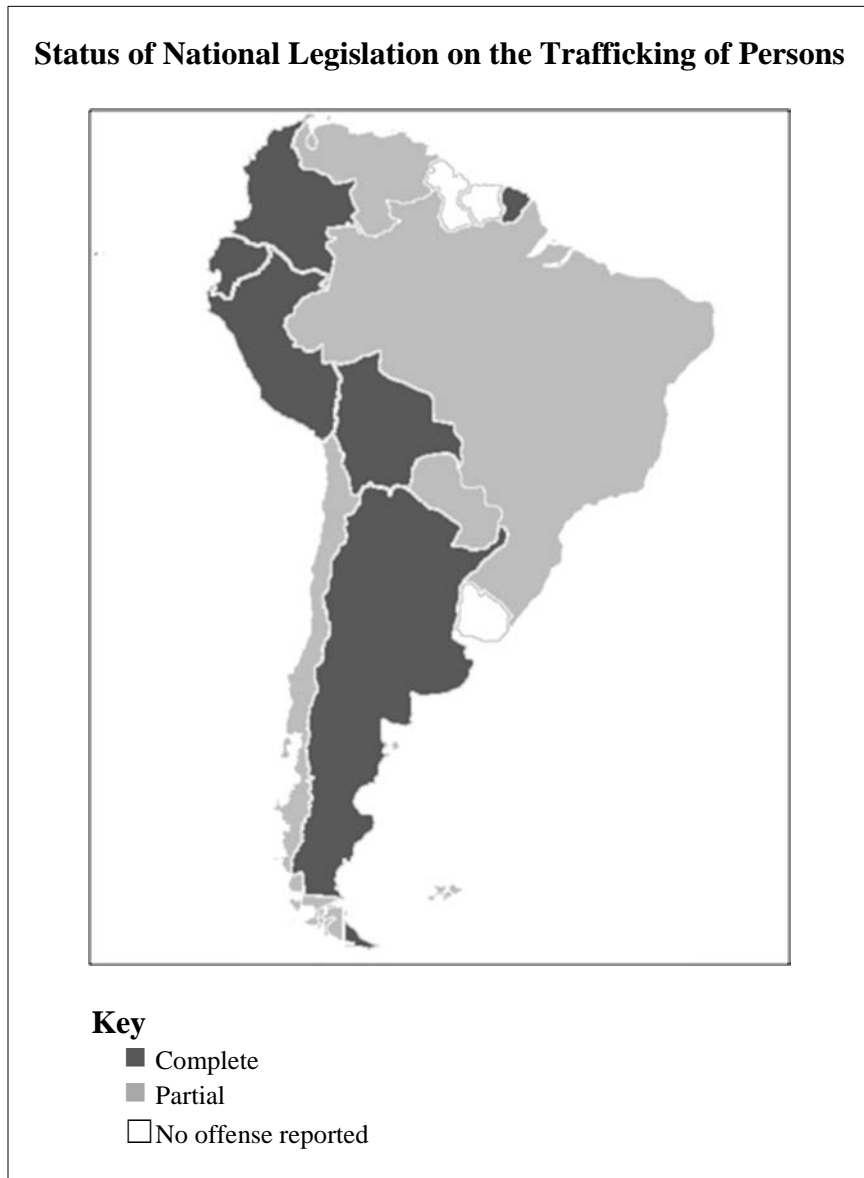 Status of National Legislation on the Trafficking of Persons
Key
Complete
Partial
No offense reported